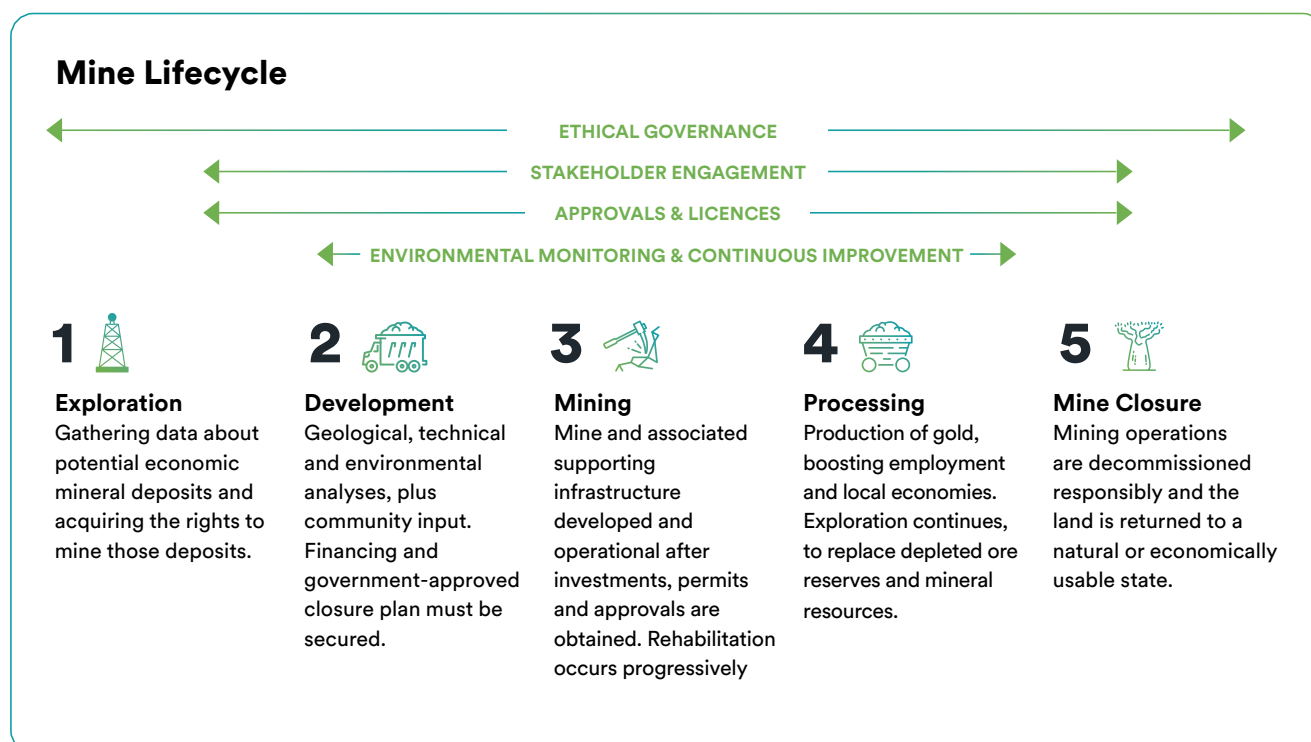 Mine Lifecycle
ETHICAL GOVERNANCE
STAKEHOLDER ENGAGEMENT
APPROVALS & LICENCES
ENVIRONMENTAL MONITORING & CONTINUOUS IMPROVEMENT
1
Exploration
Gathering data about
potential economic
mineral deposits and
acquiring the rights to
mine those deposits.
2
Development
Geological, technical
and environmental
analyses, plus
community input.
Financing and
government-approved
closure plan must be
secured.
3
Mining
Mine and associated
supporting
infrastructure
developed and
operational after
investments, permits
and approvals are
obtained. Rehabilitation
occurs progressively
4
Processing
Production of gold,
boosting employment
and local economies.
Exploration continues,
to replace depleted ore
reserves and mineral
resources.
5
Mine Closure
Mining operations
are decommissioned
responsibly and the
land is returned to a
natural or economically
usable state.